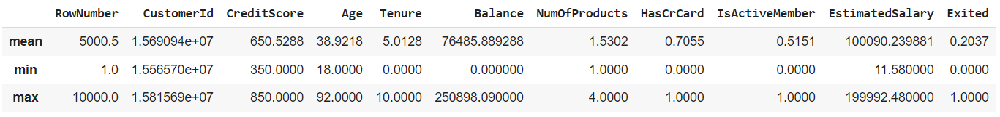 RowNumber CustomerId CreditScore Age Tenure Balance NumOfProducts HasCrCard IsActiveMember EstimatedSalary Exited
mean 5000.5 1.569094e+07 650.5288 38.9218 5.0128 76485.889288 1.5302 0.7055 0.5151 100090.239881 0.2037
min 1.0 1.556570e+07 350.0000 18.0000 0.0000 0.000000 1.0000 0.0000 0.0000 11.580000 0.0000
max 10000.0 1.581569e+07 850.0000 92.0000 10.0000 250898.090000 4.0000 1.0000 1.0000 199992.480000 1.0000